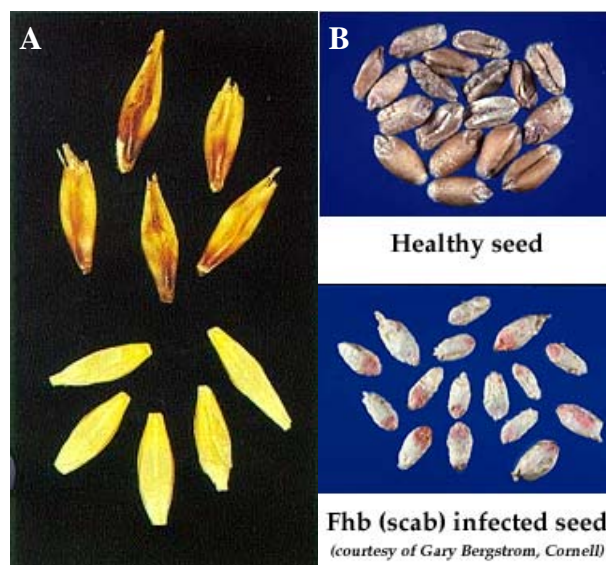 A
B
Healthy seed
Fhb (scab) infected seed
(courtesy of Gary Bergstrom, Cornell)